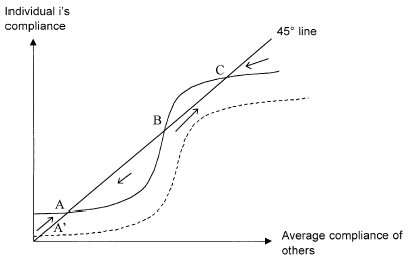 Individual i's
compliance
45° line
C
B
A
A'
Average compliance of
others